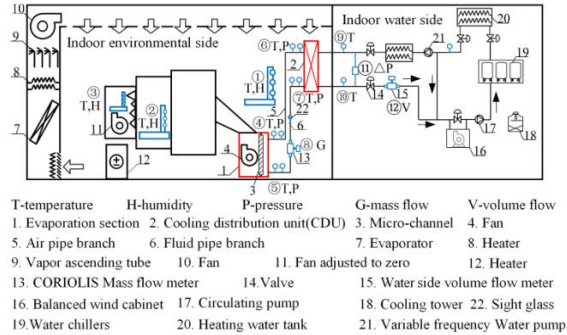 10
9
8
7
Indoor environmental side
Indoor water side
③
T,H
11
②
T,H
12
①
T,H
5
⑥T,P
2
⑦T,P
④T,P
22
6
⑧ G
13
4
1
3
⑤T,P
⑨T
⑪△P
⑩T
14
15
⑫V
21
20
19
17
16
18
T-temperature H-humidity P-pressure G-mass flow V-volume flow
1. Evaporation section 2. Cooling distribution unit(CDU) 3. Micro-channel 4. Fan
5. Air pipe branch 6. Fluid pipe branch 7. Evaporator 8. Heater
9. Vapor ascending tube 10. Fan 11. Fan adjusted to zero 12. Heater
13. CORIOLIS Mass flow meter 14.Valve 15. Water side volume flow meter
16. Balanced wind cabinet 17. Circulating pump 18. Cooling tower 22. Sight glass
19.Water chillers 20. Heating water tank 21. Variable frequency Water pump